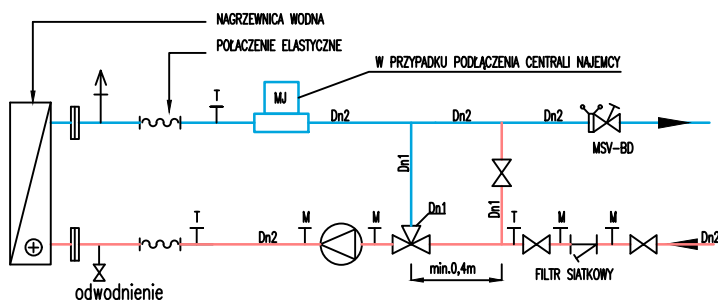 NAGRZEWNICA WODNA
POŁACZENIE ELASTYCZNE
W PRZYPADKU PODŁĄCZENIA CENTRALI NAJEMCY
T
MJ
Dn2
Dn2
Dn2
MSV-BD
Dn1
Dn1
Dn1
T
Dn2
M
M
T
M
M
Dn2
min.0,4m
FILTR SIATKOWY
odwodnienie